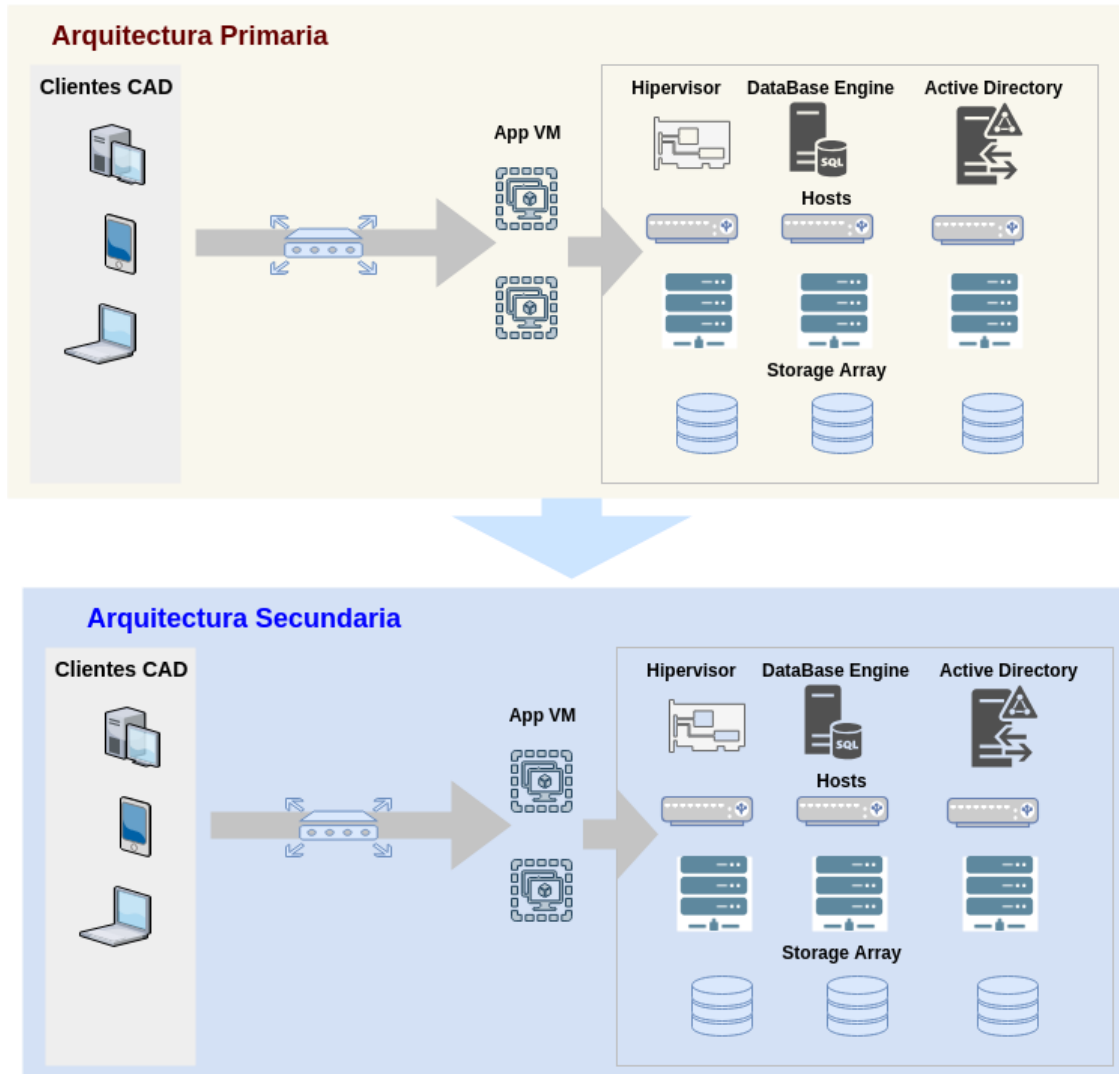 Arquitectura Primaria
Clientes CAD
App VM
Hipervisor
DataBase Engine
Active Directory
SQL
Hosts
Storage Array
Arquitectura Secundaria
Clientes CAD
App VM
Hipervisor
DataBase Engine
Active Directory
SQL
Hosts
Storage Array